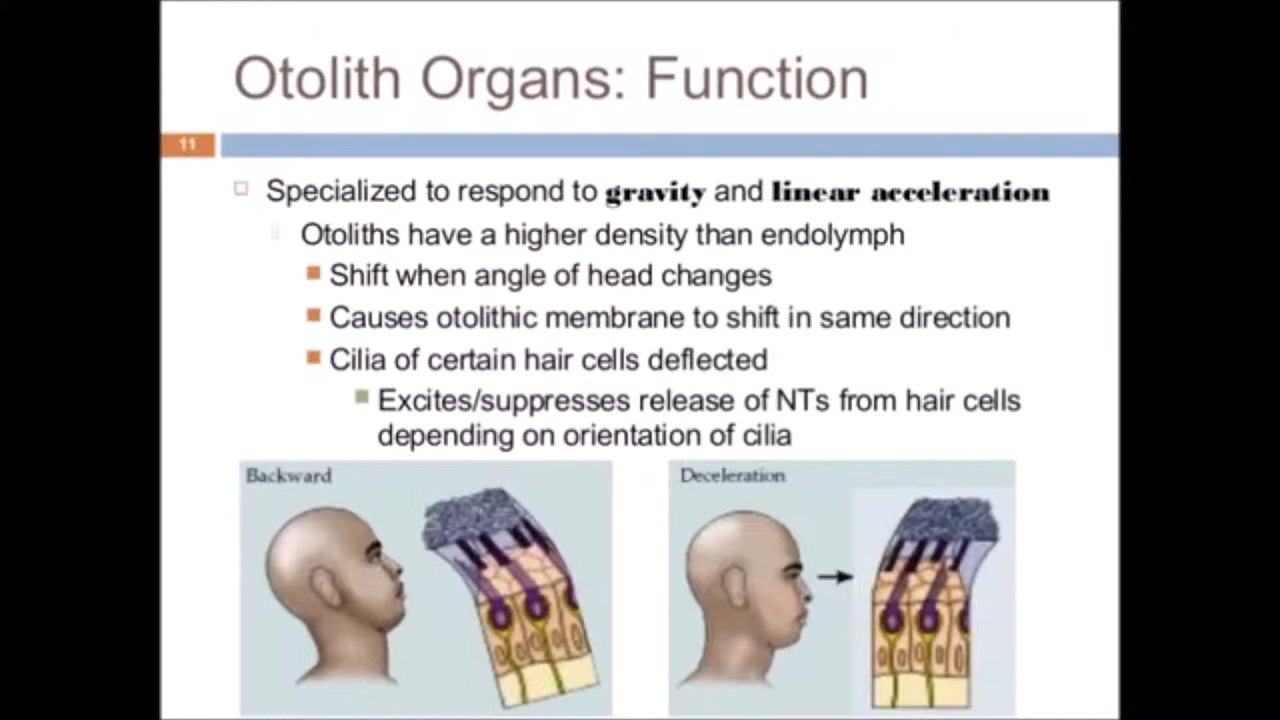 Otolith Organs: Function
11
Specialized to respond to gravity and linear acceleration
Otoliths have a higher density than endolymph
Shift when angle of head changes
Causes otolithic membrane to shift in same direction
Cilia of certain hair cells deflected
Excites/suppresses release of NTs from hair cells
depending on orientation of cilia
Backward
Deceleration